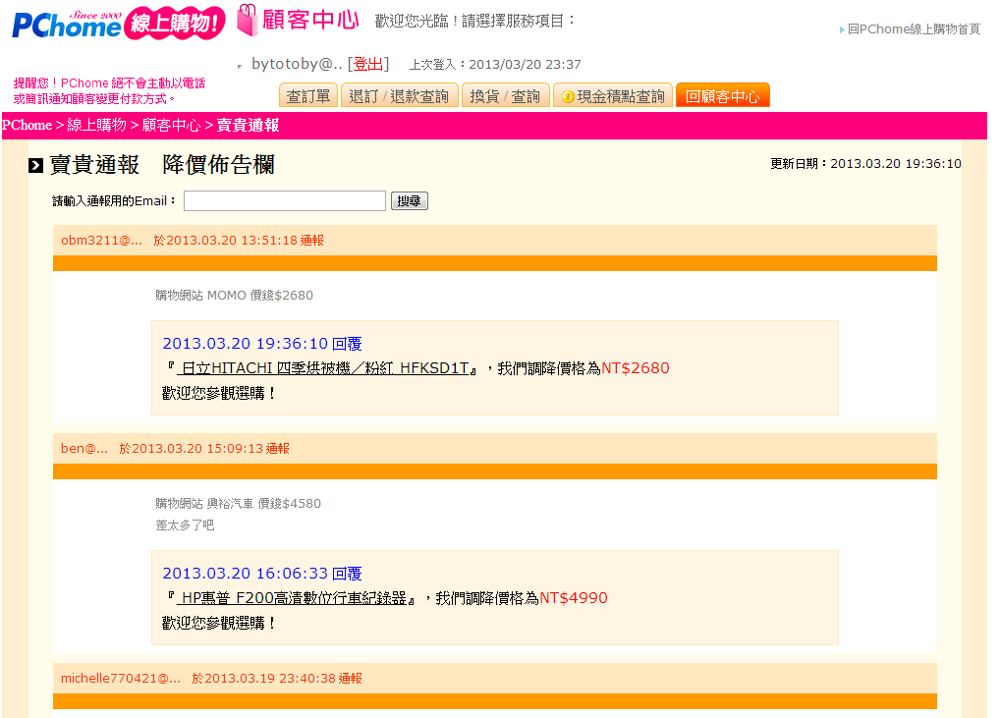 PChome Since 2000 線上購物! 顧客中心 歡迎您光臨！請選擇服務項目：
回PChome線上購物首頁
bytotoby@.. [登出] 上次登入：2013/03/20 23:37
提醒您！PChome 絕不會主動以電話
或簡訊通知顧客變更付款方式。
查訂單 退訂 / 退款查詢 換貨 / 查詢 現金積點查詢 回顧客中心
PChome > 線上購物 > 顧客中心 > 賣貴通報
賣貴通報 降價佈告欄 更新日期：2013.03.20 19:36:10
請輸入通報用的Email： 搜尋
obm3211@... 於2013.03.20 13:51:18 通報
購物網站 MOMO 價錢$2680
2013.03.20 19:36:10 回覆
『 日立HITACHI 四季烘被機／粉紅 HFKSD1T』，我們調降價格為NT$2680
歡迎您參觀選購！
ben@... 於2013.03.20 15:09:13 通報
購物網站 興裕汽車 價錢$4580
差太多了吧
2013.03.20 16:06:33 回覆
『 HP惠普 F200高清數位行車紀錄器』，我們調降價格為NT$4990
歡迎您參觀選購！
michelle770421@... 於2013.03.19 23:40:38 通報